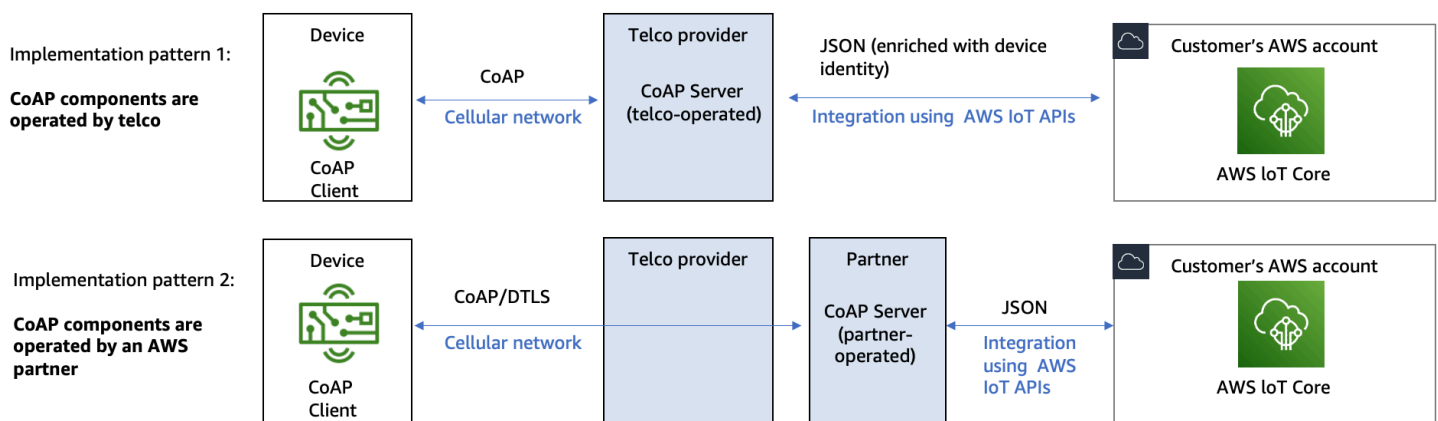 Implementation pattern 1:
CoAP components are
operated by telco
Device
CoAP
Client
CoAP
Cellular network
Telco provider
CoAP Server
(telco-operated)
JSON (enriched with device
identity)
Integration using AWS IoT APIs
Customer's AWS account
AWS IoT Core
Implementation pattern 2:
CoAP components are
operated by an AWS
partner
Device
CoAP
Client
CoAP/DTLS
Cellular network
Telco provider
Partner
CoAP Server
(partner-
operated)
JSON
Integration
using AWS
IoT APIs
Customer's AWS account
AWS IoT Core